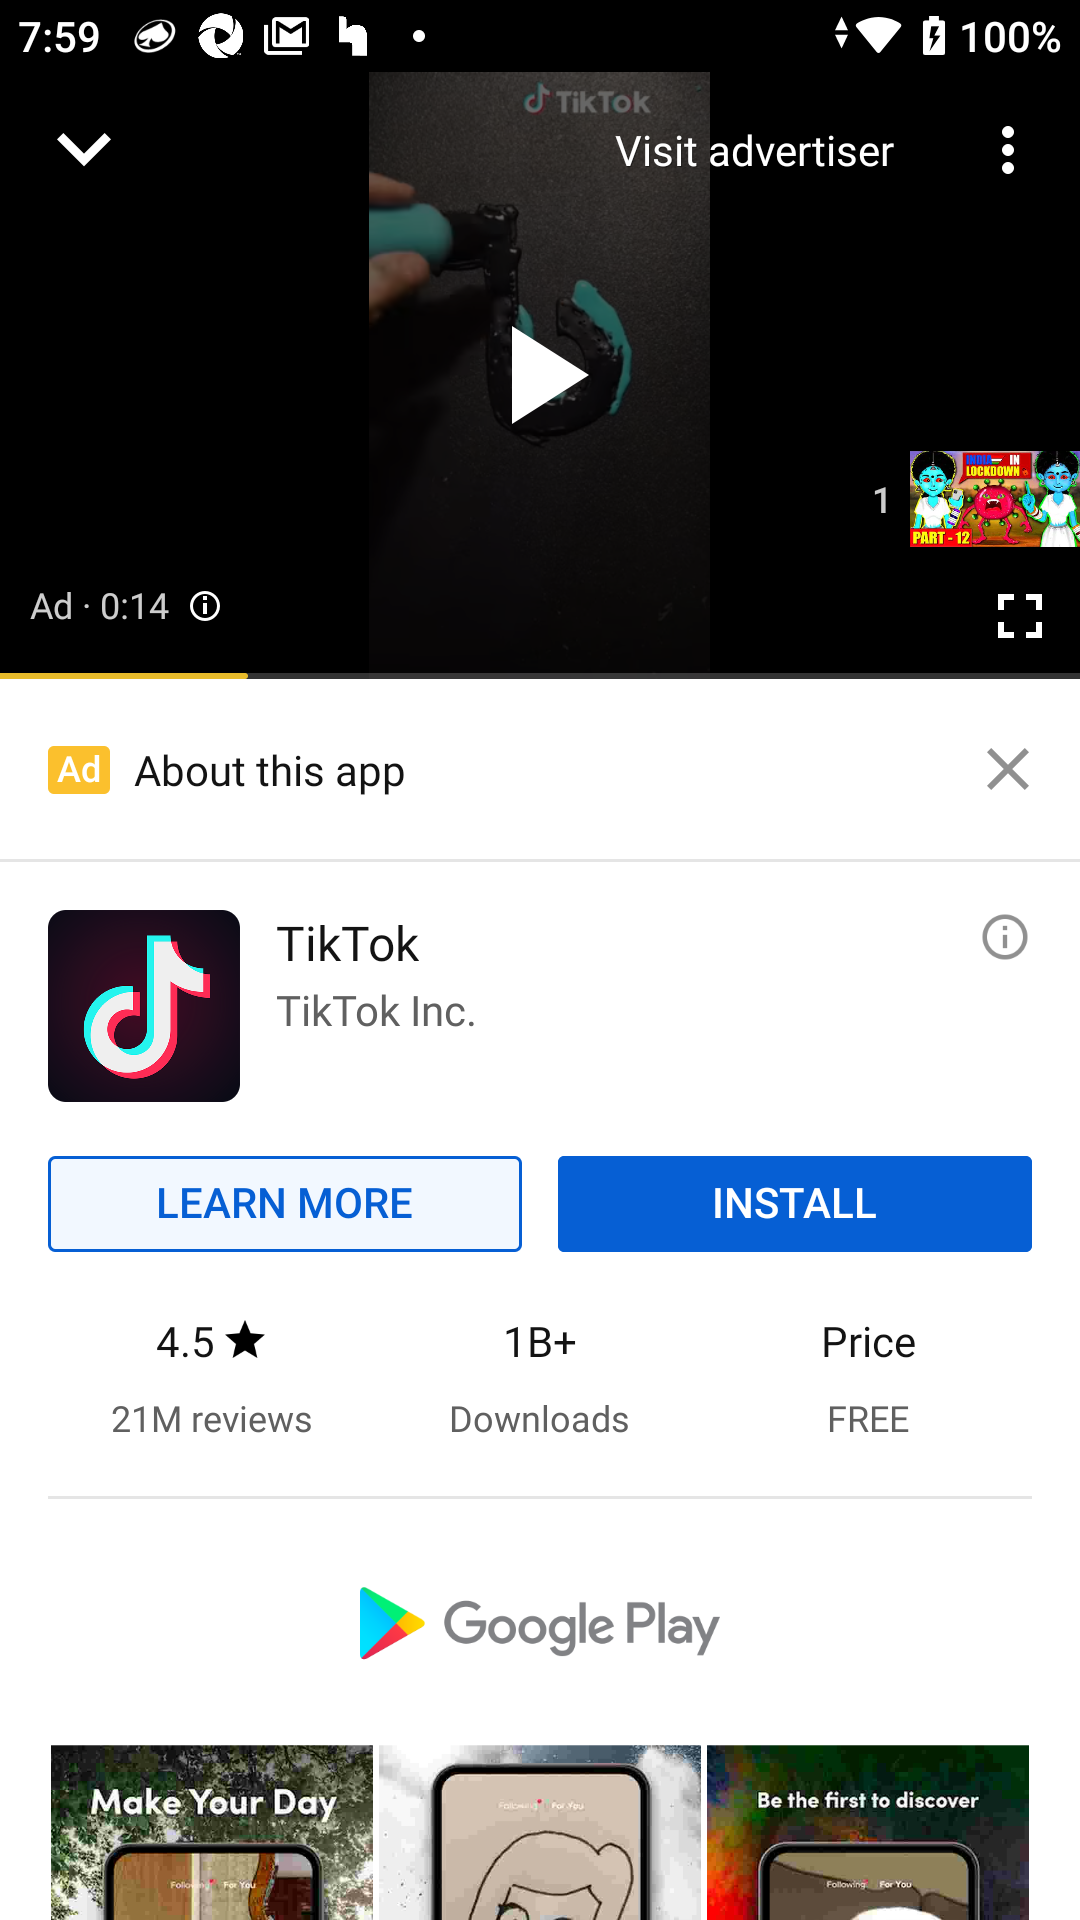 7:59
100%
TikTok
Visit advertiser
INDIA IN
LOCKDOWN
1
PART - 12
Ad · 0:14
Ad About this app
TikTok
TikTok Inc.
LEARN MORE
INSTALL
4.5 ★
1B+
Price
21M reviews
Downloads
FREE
Google Play
Make Your Day
Be the first to discover
Following For You
Following For You
Following For You